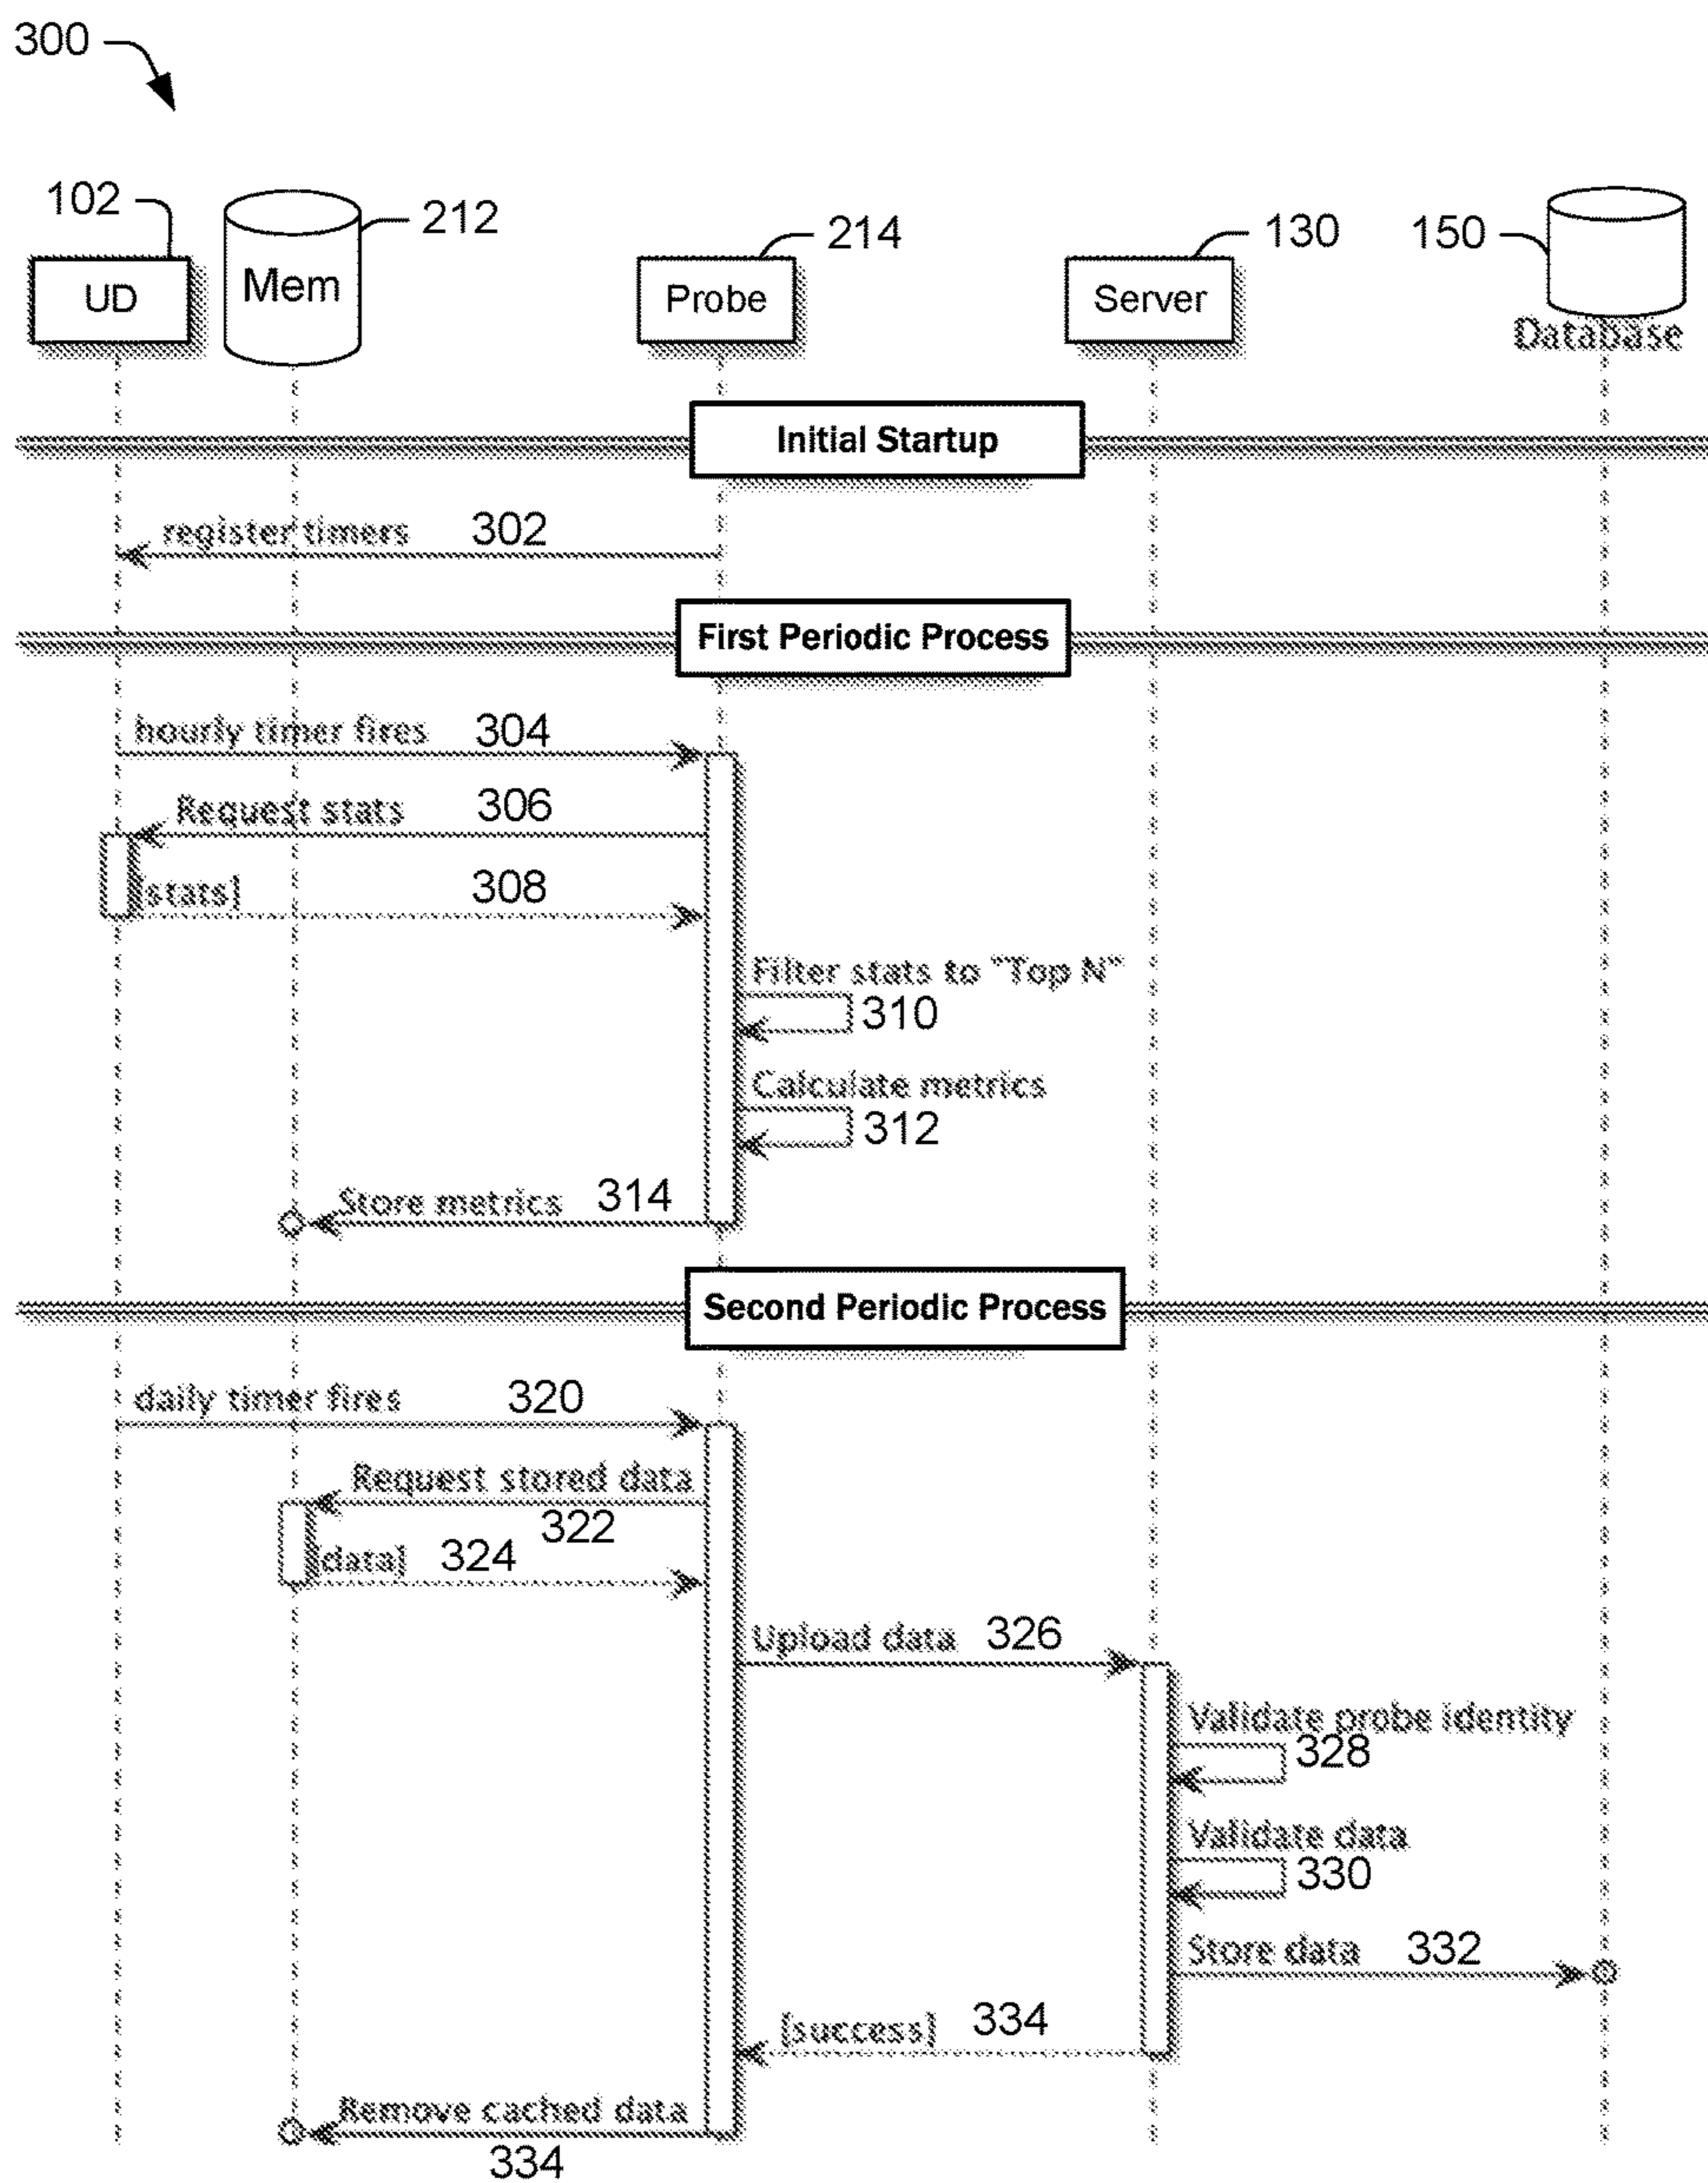 300
102
212
214
130
150
UD
Mem
Probe
Server
Database
Initial Startup
register timers 302
First Periodic Process
hourly timer fires 304
Request stats 306
[stats] 308
Filter stats to "Top N"
310
Calculate metrics
312
Store metrics 314
Second Periodic Process
daily timer fires 320
Request stored data
322
[data] 324
Upload data 326
Validate probe identity
328
Validate data
330
Store data 332
[success] 334
Remove cached data
334